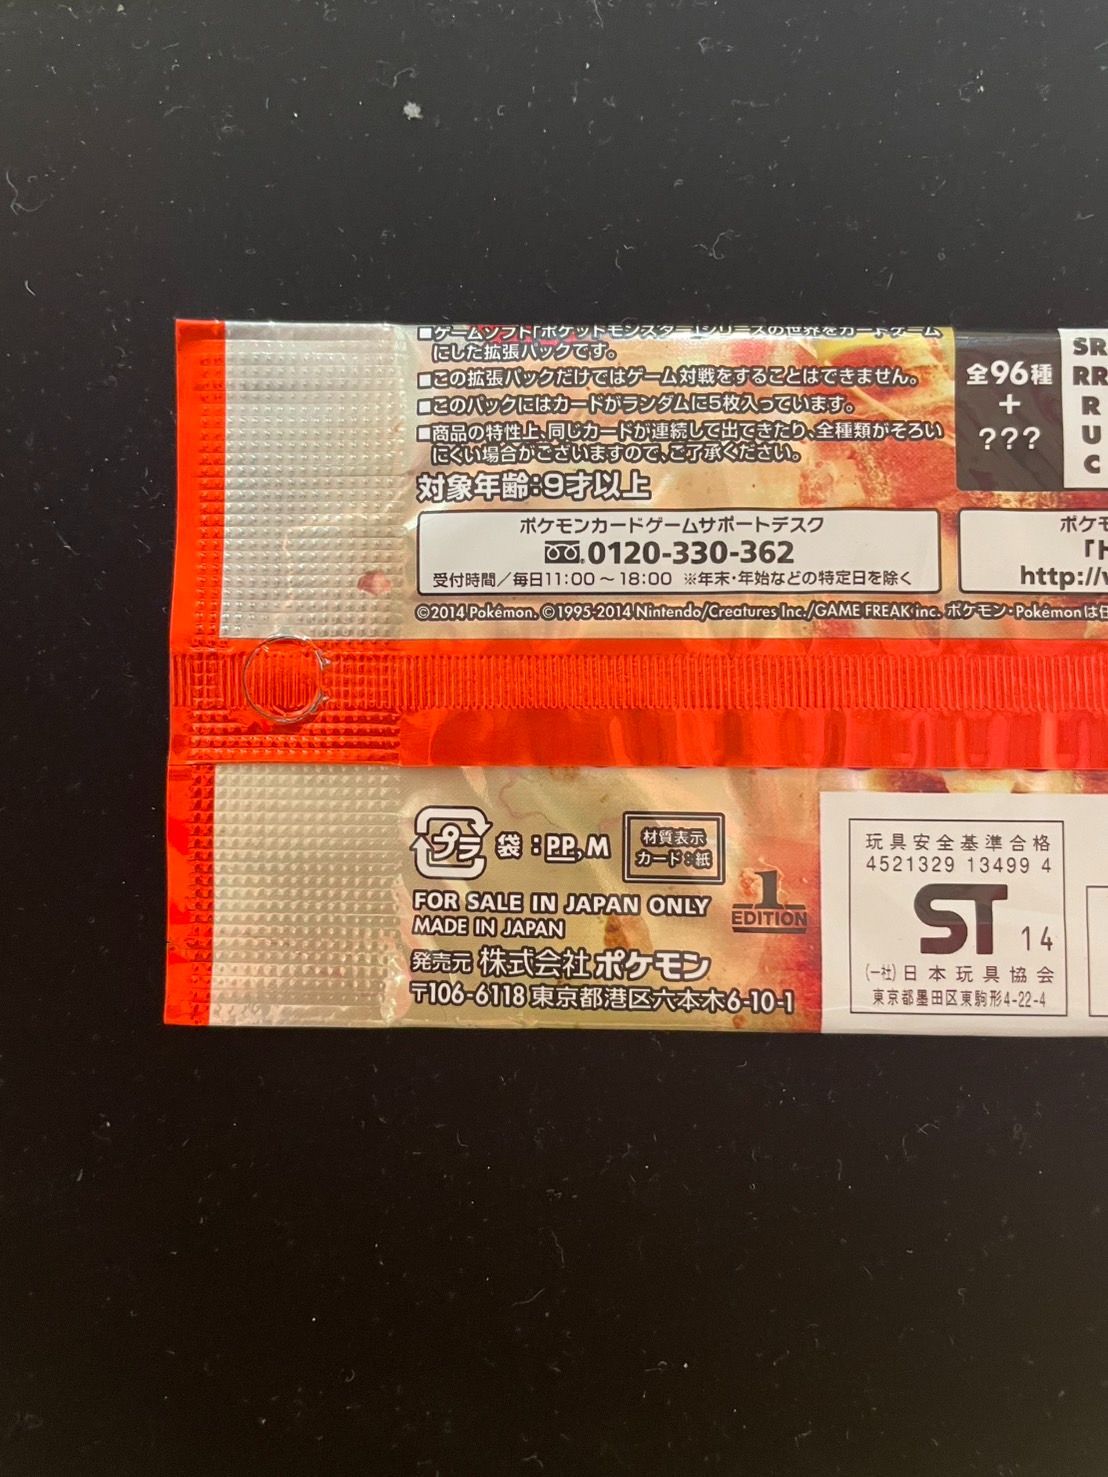 ■ゲームソフト「ポケットモンスター」シリーズの世界をカードゲーム
にした拡張パックです。
■この拡張パックだけではゲーム対戦をすることはできません。
■このパックにはカードがランダムに5枚入っています。
■商品の特性上、同じカードが連続して出てきたり、全種類がそろい
にくい場合がございますので、ご了承ください。
対象年齢:9才以上
全96種
+
???
SR
RR
R
U
C
ポケモンカードゲームサポートデスク
0120-330-362
受付時間/毎日11:00~18:00 ※年末・年始などの特定日を除く
ポケモ
「H
http://w
©2014 Pokémon. ©1995-2014 Nintendo/Creatures Inc./GAME FREAK inc. ポケモン・Pokémonは任
プラ
袋:PP,M
材質表示
カード:紙
FOR SALE IN JAPAN ONLY
MADE IN JAPAN
1
EDITION
発売元 株式会社ポケモン
〒106-6118 東京都港区六本木6-10-1
玩具安全基準合格
4521329 13499 4
ST 14
(一社)日本玩具協会
東京都墨田区東駒形4-22-4